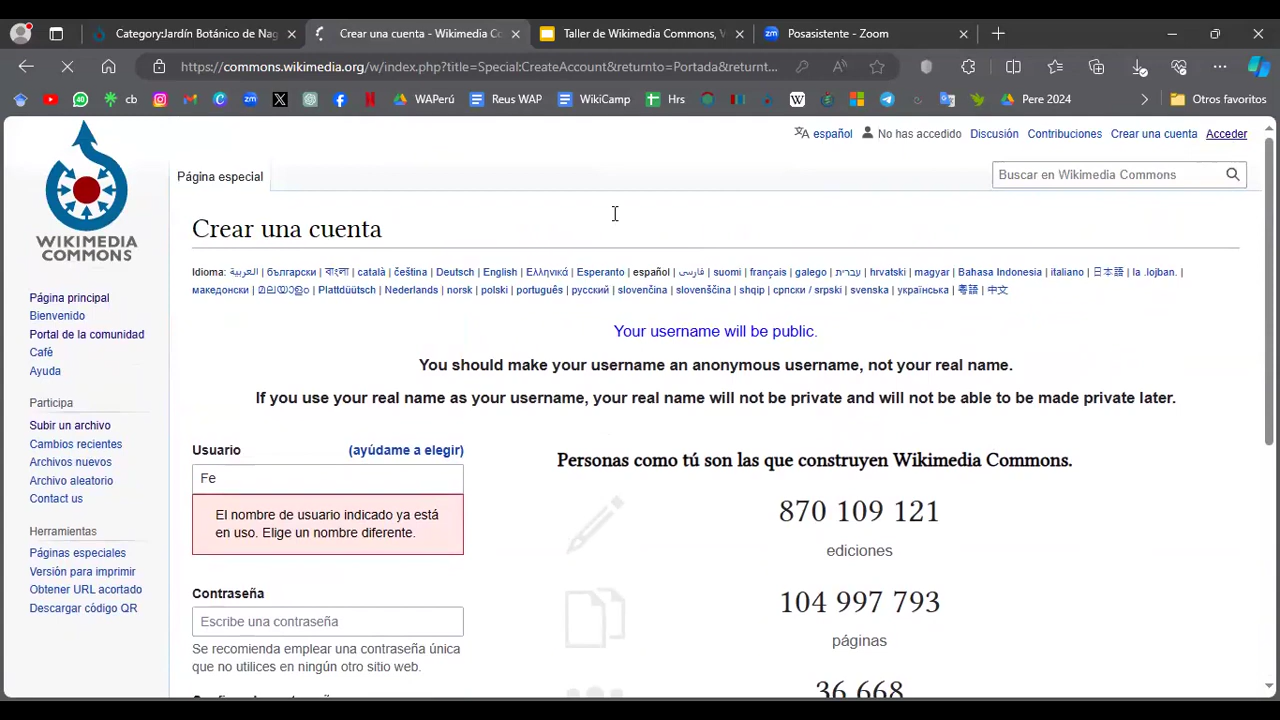 Category:Jardín Botánico de Nag
Crear una cuenta - Wikimedia Co
Taller de Wikimedia Commons, V
Posasistente - Zoom
https://commons.wikimedia.org/w/index.php?title=Special:CreateAccount&returnto=Portada&returnt...
cb
WAPerú
Reus WAP
WikiCamp
Hrs
Pere 2024
Otros favoritos
español
No has accedido
Discusión
Contribuciones
Crear una cuenta
Acceder
WIKIMEDIA
COMMONS
Página especial
Buscar en Wikimedia Commons
Crear una cuenta
Idioma: العربية | български | বাংলা | català | čeština | Deutsch | English | Ελληνικά | Esperanto | español | فارسی | suomi | français | galego | עברית | hrvatski | magyar | Bahasa Indonesia | italiano | 日本語 | la .lojban. |
македонски | മലയാളം | Plattdüütsch | Nederlands | norsk | polski | português | русский | slovenčina | slovenščina | shqip | српски / srpski | svenska | українська | 粵語 | 中文
Página principal
Bienvenido
Portal de la comunidad
Café
Ayuda
Participa
Subir un archivo
Cambios recientes
Archivos nuevos
Archivo aleatorio
Contact us
Herramientas
Páginas especiales
Versión para imprimir
Obtener URL acortado
Descargar código QR
Your username will be public.
You should make your username an anonymous username, not your real name.
If you use your real name as your username, your real name will not be private and will not be able to be made private later.
Usuario
(ayúdame a elegir)
Fe
El nombre de usuario indicado ya está
en uso. Elige un nombre diferente.
Contraseña
Escribe una contraseña
Se recomienda emplear una contraseña única
que no utilices en ningún otro sitio web.
Personas como tú son las que construyen Wikimedia Commons.
870 109 121
ediciones
104 997 793
páginas
36 668